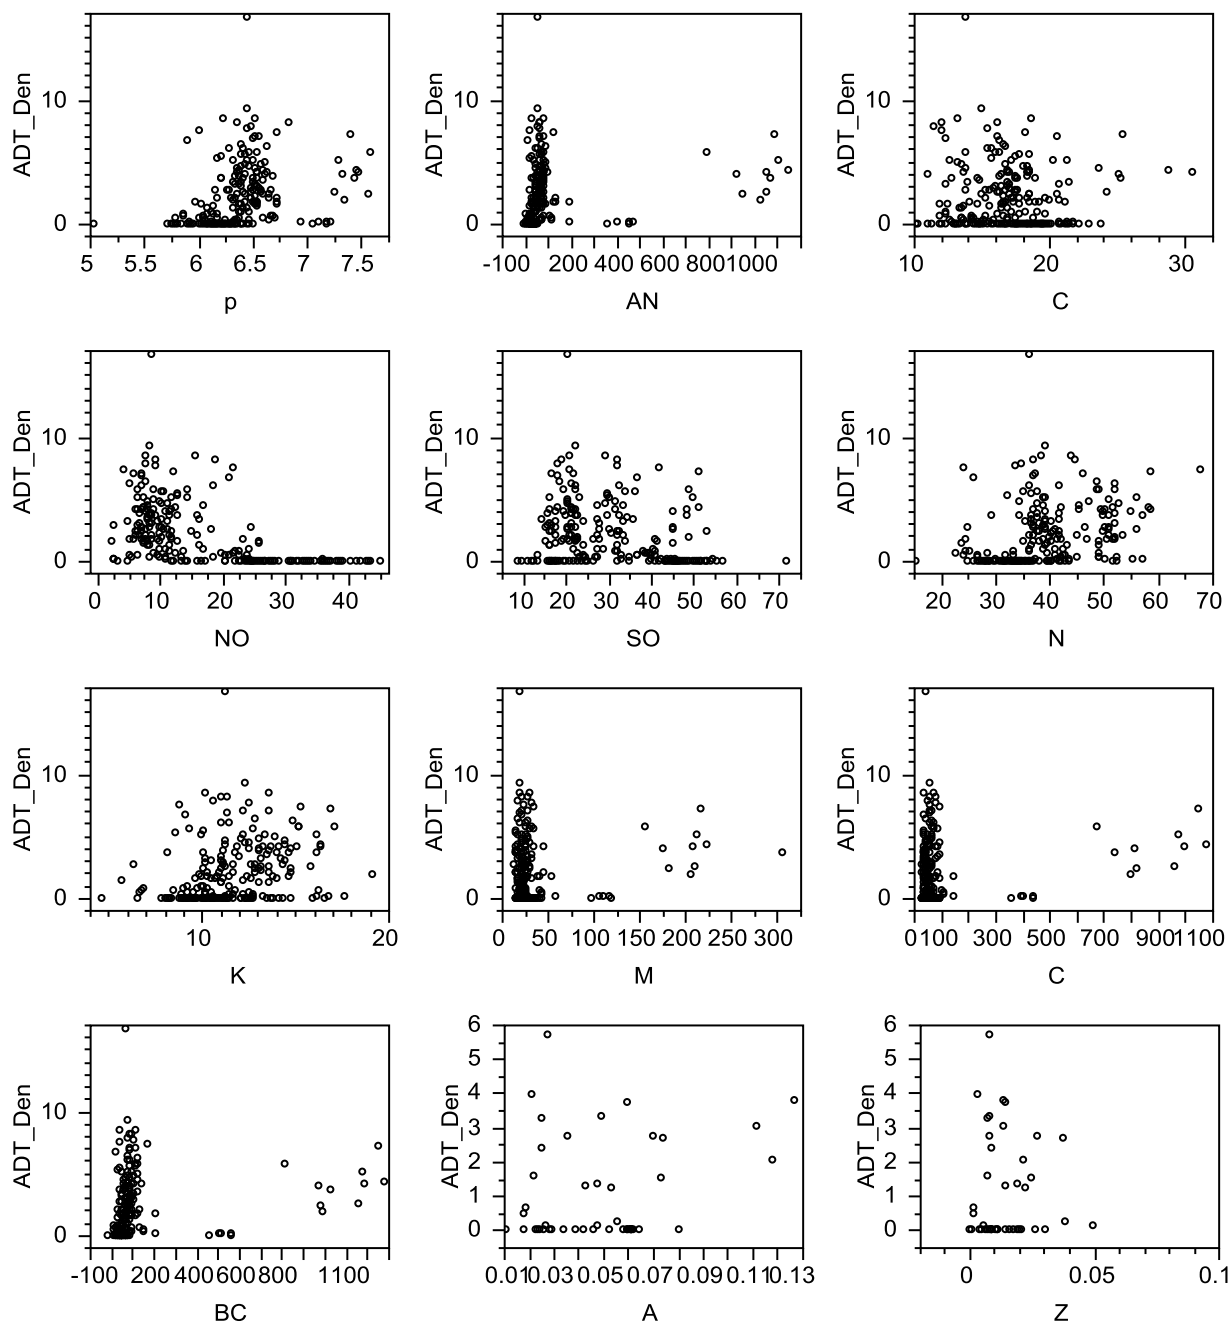 ADT_Den
10
0
5 5.5 6 6.5 7 7.5
p
ADT_Den
10
0
-100 200 400 600 8001000
AN
ADT_Den
10
0
10 20 30
C
ADT_Den
10
0
0 10 20 30 40
NO
ADT_Den
10
0
10 20 30 40 50 60 70
SO
ADT_Den
10
0
20 30 40 50 60 70
N
ADT_Den
10
0
10 20
K
ADT_Den
10
0
0 50 100 150 200 250 300
M
ADT_Den
10
0
0100 300 500 700 9001100
C
ADT_Den
10
0
-100 200 400600800 1100
BC
ADT_Den
6
5
4
3
2
1
0
0.010.03 0.05 0.07 0.09 0.110.13
A
ADT_Den
6
5
4
3
2
1
0
0 0.05 0.1
Z